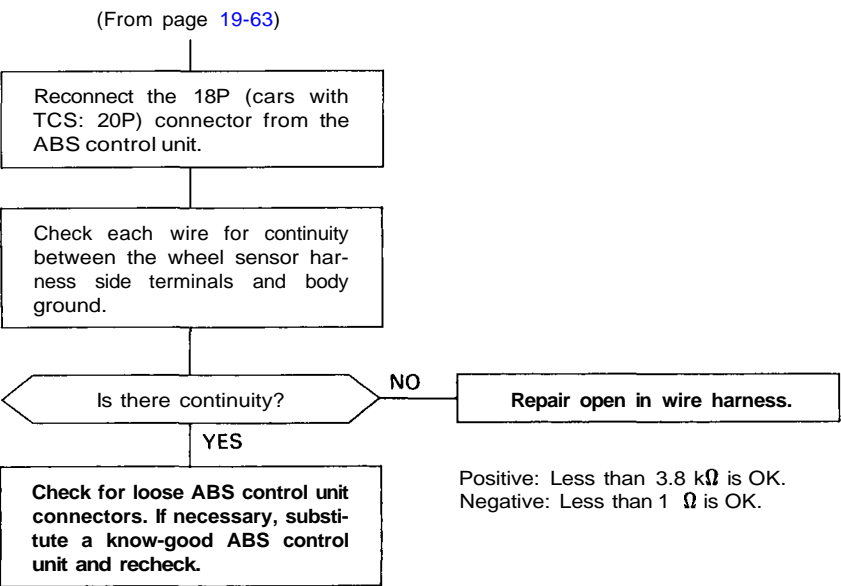 (From page 19-63)
Reconnect the 18P (cars with
TCS: 20P) connector from the
ABS control unit.
Check each wire for continuity
between the wheel sensor har-
ness side terminals and body
ground.
Is there continuity?
NO
Repair open in wire harness.
YES
Check for loose ABS control unit
connectors. If necessary, substi-
tute a know-good ABS control
unit and recheck.
Positive: Less than 3.8 kΩ is OK.
Negative: Less than 1 Ω is OK.